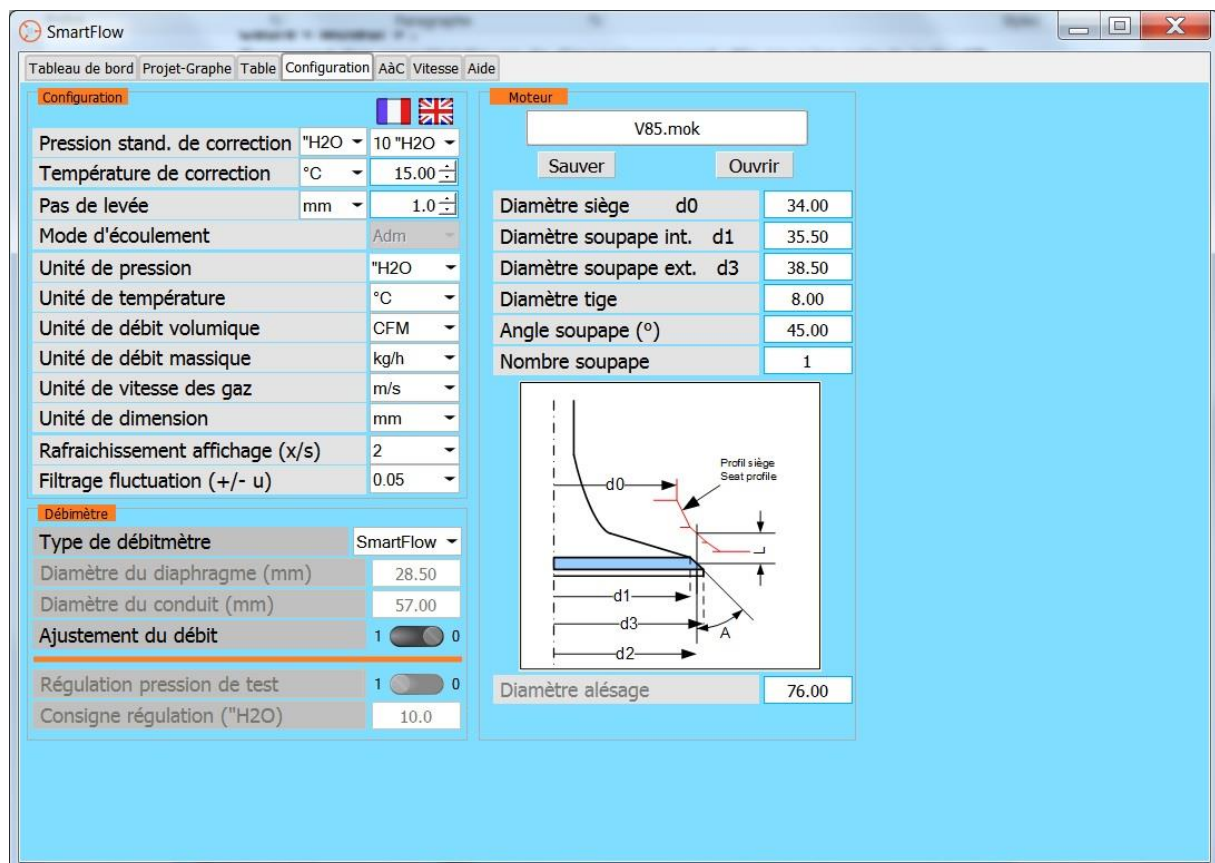 SmartFlow
Tableau de bord Projet-Graphe Table Configuration AàC Vitesse Aide
Configuration
Pression stand. de correction "H2O 10 "H2O
Température de correction °C 15.00
Pas de levée mm 1.0
Mode d'écoulement Adm
Unité de pression "H2O
Unité de température °C
Unité de débit volumique CFM
Unité de débit massique kg/h
Unité de vitesse des gaz m/s
Unité de dimension mm
Rafraichissement affichage (x/s) 2
Filtrage fluctuation (+/- u) 0.05
Débimètre
Type de débitmètre SmartFlow
Diamètre du diaphragme (mm) 28.50
Diamètre du conduit (mm) 57.00
Ajustement du débit 1 0
Régulation pression de test 1 0
Consigne régulation ("H2O) 10.0
Moteur
V85.mok
Sauver Ouvrir
Diamètre siège d0 34.00
Diamètre soupape int. d1 35.50
Diamètre soupape ext. d3 38.50
Diamètre tige 8.00
Angle soupape (º) 45.00
Nombre soupape 1
Profil siège
Seat profile
d0
L
d1
d3
A
d2
Diamètre alésage 76.00